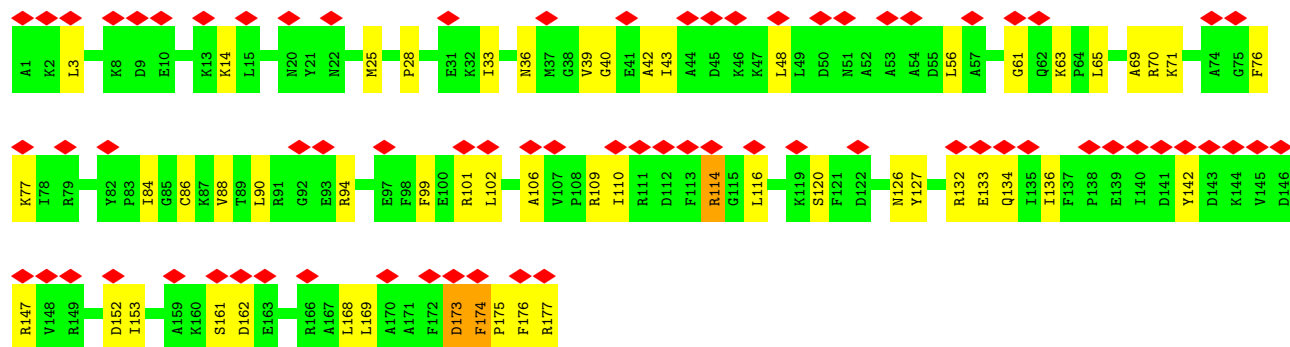 A1 K2 L3 K8 D9 E10 K13 K14 L15 N20 Y21 N22 M25 P28 E31 K32 I33 N36 M37 G38 V39 G40 E41 A42 I43 A44 D45 K46 K47 L48 L49 D50 N51 A52 A53 A54 D55 L56 A57 G61 Q62 K63 P64 L65 A69 R70 K71 A74 G75 F76
K77 I78 R79 Y82 P83 I84 G85 C86 K87 V88 T89 L90 R91 G92 E93 R94 E97 F98 F99 E100 R101 L102 A106 V107 P108 R109 I110 R111 D112 F113 R114 G115 L116 K119 S120 F121 D122 N126 Y127 R132 E133 Q134 I135 I136 F137 P138 E139 I140 D141 Y142 D143 K144 V145 D146
R147 V148 R149 D152 I153 A159 K160 S161 D162 E163 R166 A167 L168 L169 A170 A171 F172 D173 F174 P175 F176 R177